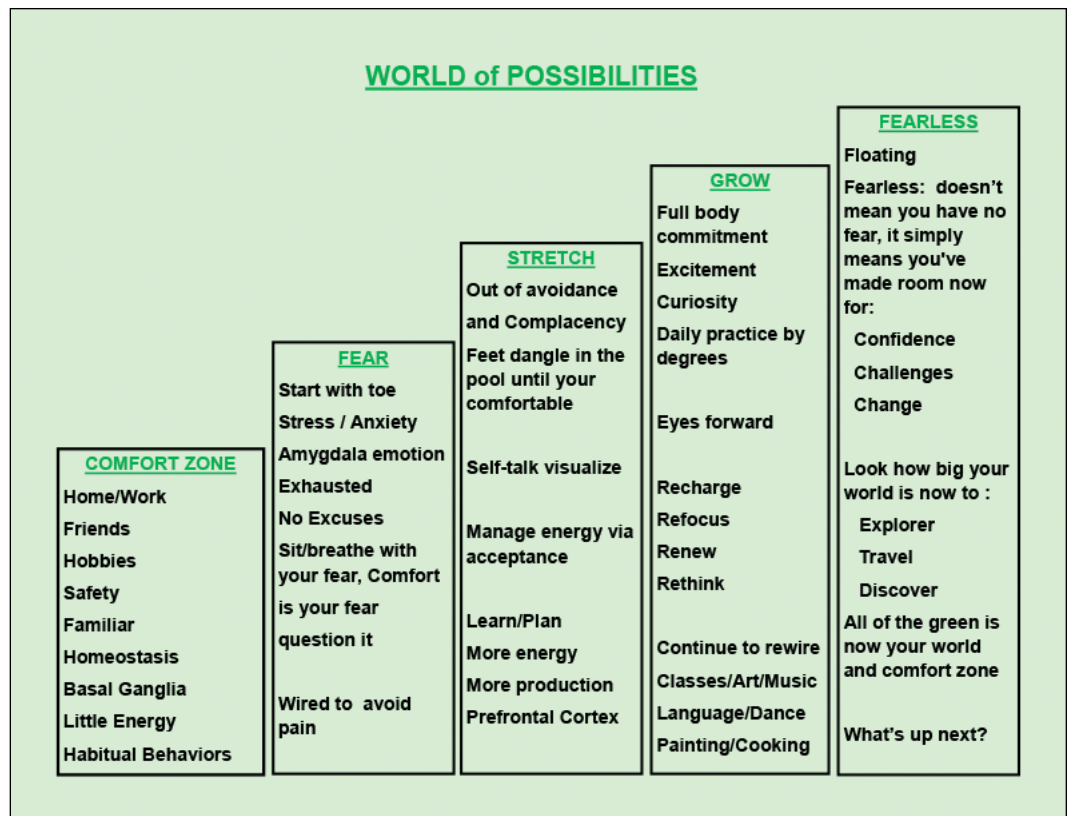 WORLD of POSSIBILITIES
COMFORT ZONE
Home/Work
Friends
Hobbies
Safety
Familiar
Homeostasis
Basal Ganglia
Little Energy
Habitual Behaviors
FEAR
Start with toe
Stress / Anxiety
Amygdala emotion
Exhausted
No Excuses
Sit/breathe with
your fear, Comfort
is your fear
question it
Wired to avoid
pain
STRETCH
Out of avoidance
and Complacency
Feet dangle in the
pool until your
comfortable
Self-talk visualize
Manage energy via
acceptance
Learn/Plan
More energy
More production
Prefrontal Cortex
GROW
Full body
commitment
Excitement
Curiosity
Daily practice by
degrees
Eyes forward
Recharge
Refocus
Renew
Rethink
Continue to rewire
Classes/Art/Music
Language/Dance
Painting/Cooking
FEARLESS
Floating
Fearless: doesn’t
mean you have no
fear, it simply
means you've
made room now
for:
Confidence
Challenges
Change
Look how big your
world is now to :
Explorer
Travel
Discover
All of the green is
now your world
and comfort zone
What’s up next?